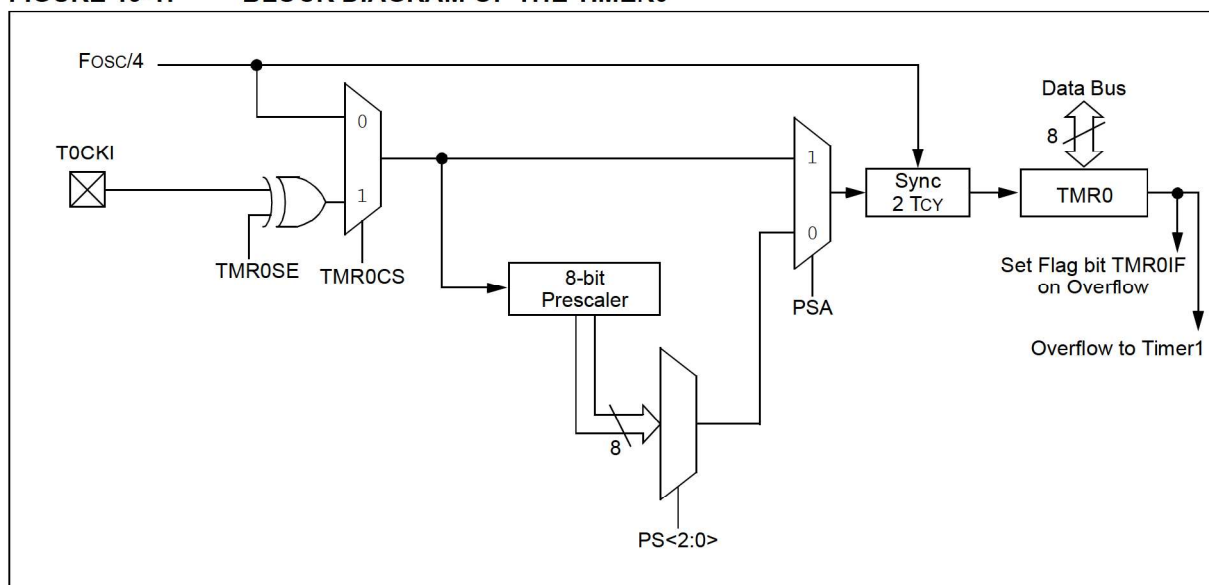 FOSC/4
Data Bus
8
T0CKI
0
1
1
0
Sync
2 TCY
TMR0
TMR0SE
TMR0CS
8-bit
Prescaler
PSA
Set Flag bit TMR0IF
on Overflow
Overflow to Timer1
8
PS<2:0>